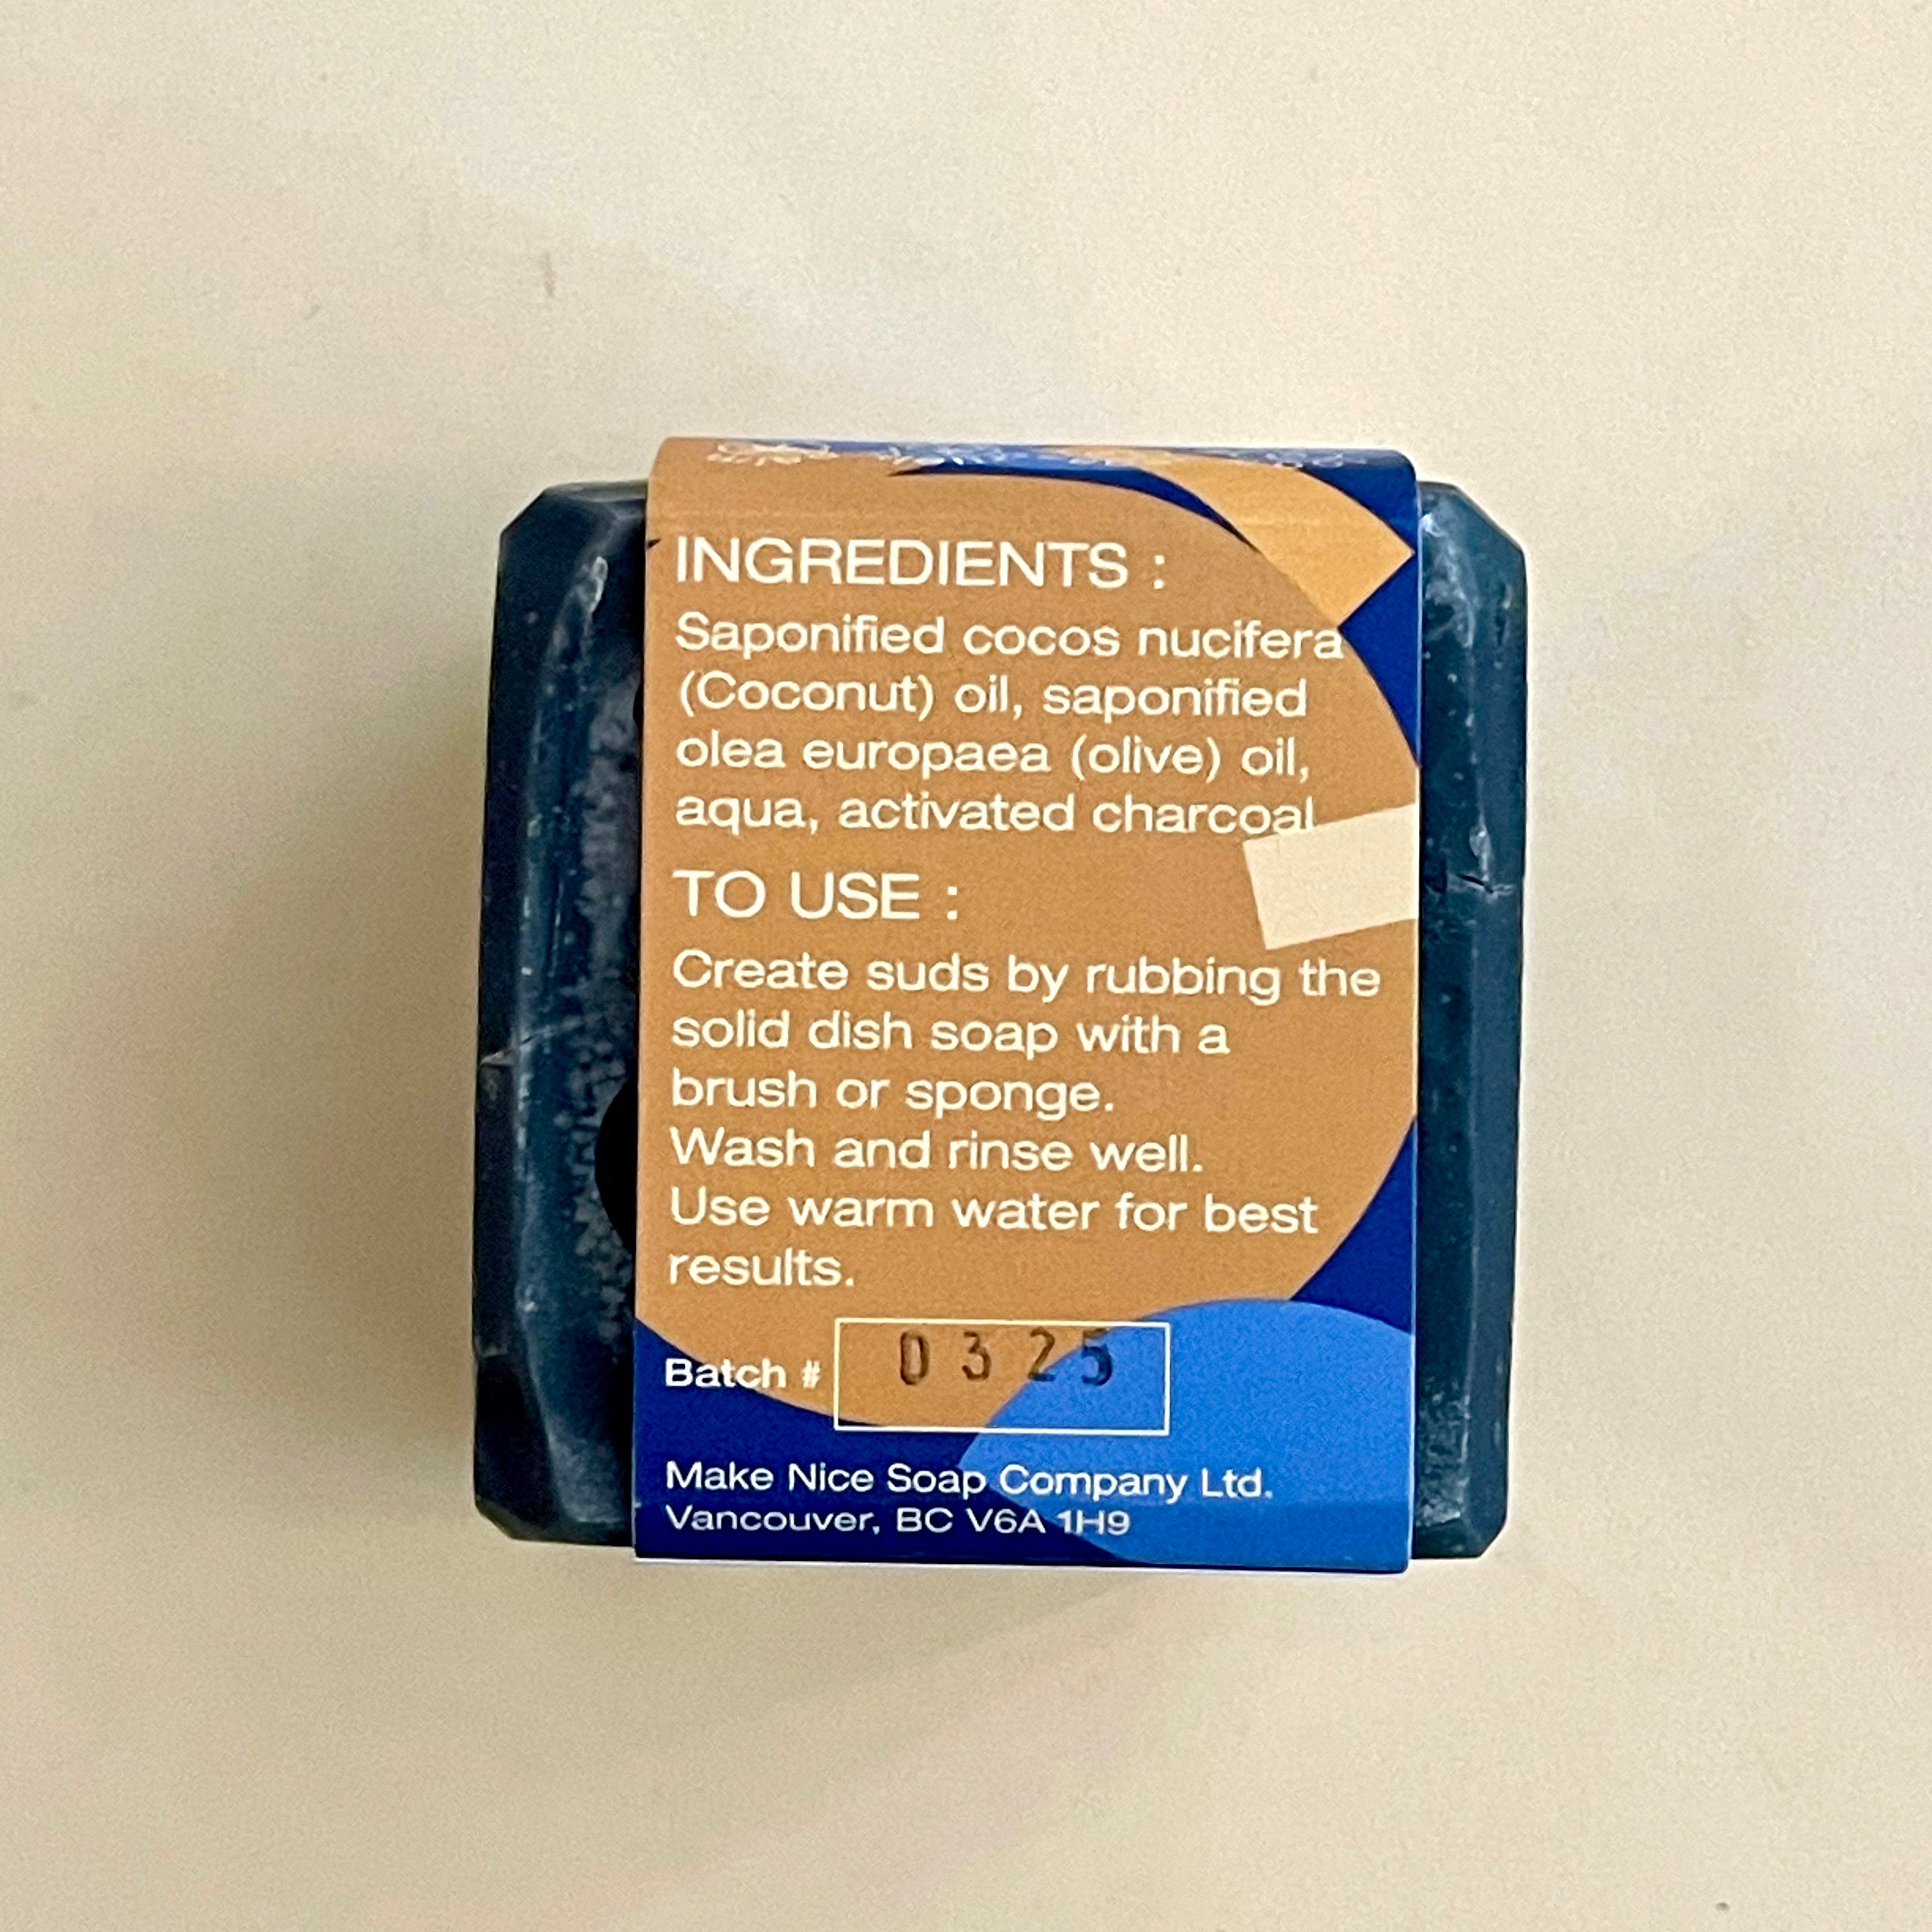 INGREDIENTS :
Saponified cocos nucifera
(Coconut) oil, saponified
olea europaea (olive) oil,
aqua, activated charcoal
TO USE :
Create suds by rubbing the
solid dish soap with a
brush or sponge.
Wash and rinse well.
Use warm water for best
results.
Batch # 0325
Make Nice Soap Company Ltd.
Vancouver, BC V6A 1H9